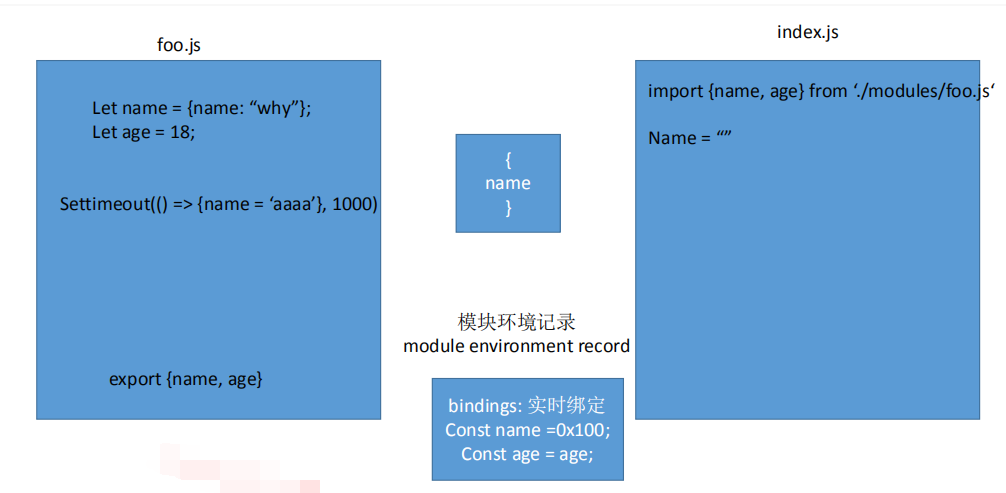 foo.js
Let name = {name: “why”};
Let age = 18;
Settimeout(() => {name = ‘aaaa’}, 1000)
export {name, age}
{
name
}
模块环境记录
module environment record
bindings: 实时绑定
Const name =0x100;
Const age = age;
index.js
import {name, age} from ‘./modules/foo.js‘
Name = “”